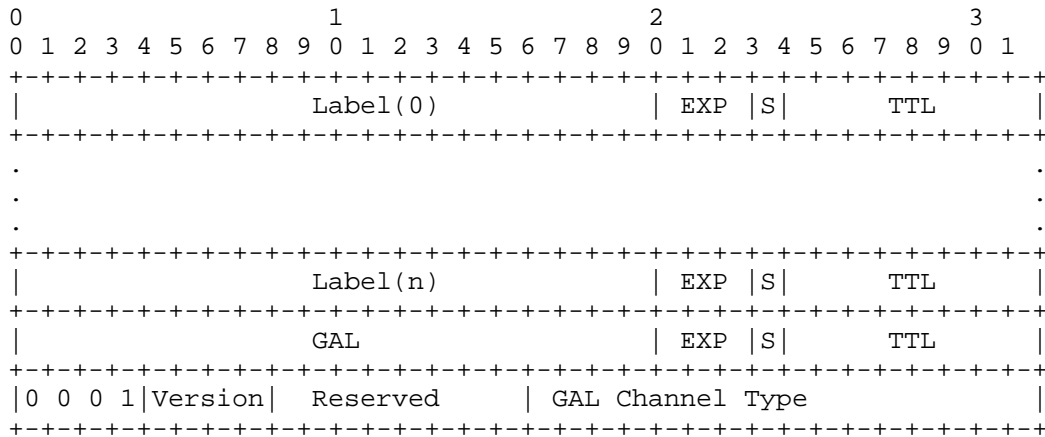 0                   1                   2                   3
0 1 2 3 4 5 6 7 8 9 0 1 2 3 4 5 6 7 8 9 0 1 2 3 4 5 6 7 8 9 0 1
+-+-+-+-+-+-+-+-+-+-+-+-+-+-+-+-+-+-+-+-+-+-+-+-+-+-+-+-+-+-+-+-+
|                  Label(0)             | EXP |S|      TTL      |
+-+-+-+-+-+-+-+-+-+-+-+-+-+-+-+-+-+-+-+-+-+-+-+-+-+-+-+-+-+-+-+-+
.                                                               .
.                                                               .
.                                                               .
+-+-+-+-+-+-+-+-+-+-+-+-+-+-+-+-+-+-+-+-+-+-+-+-+-+-+-+-+-+-+-+-+
|                  Label(n)             | EXP |S|      TTL      |
+-+-+-+-+-+-+-+-+-+-+-+-+-+-+-+-+-+-+-+-+-+-+-+-+-+-+-+-+-+-+-+-+
|                  GAL                  | EXP |S|      TTL      |
+-+-+-+-+-+-+-+-+-+-+-+-+-+-+-+-+-+-+-+-+-+-+-+-+-+-+-+-+-+-+-+-+
|0 0 0 1|Version|  Reserved     | GAL Channel Type              |
+-+-+-+-+-+-+-+-+-+-+-+-+-+-+-+-+-+-+-+-+-+-+-+-+-+-+-+-+-+-+-+-+